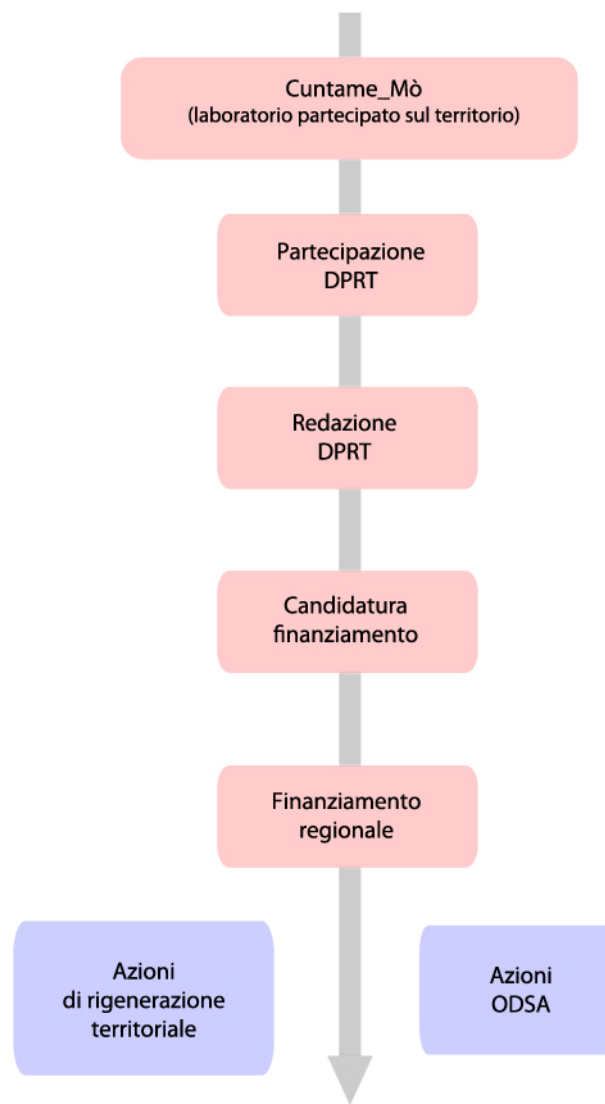 Cuntame_Mò
(laboratorio partecipato sul territorio)
Partecipazione
DPRT
Redazione
DPRT
Candidatura
finanziamento
Finanziamento
regionale
Azioni
di rigenerazione
territoriale
Azioni
ODSA